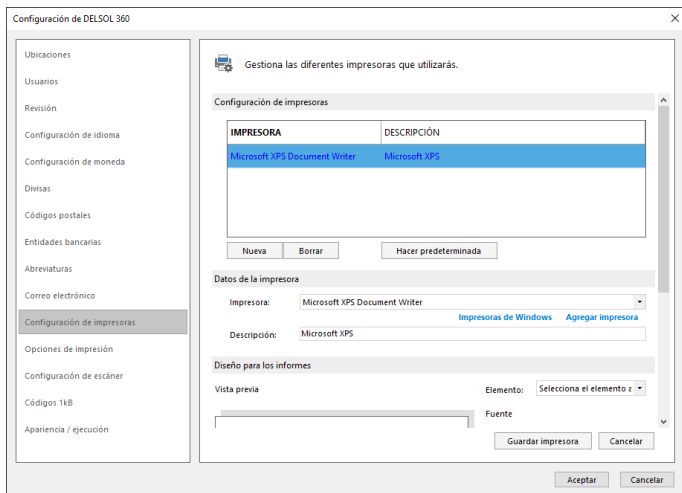 Configuración de DELSOL 360
Ubicaciones
Usuarios
Revisión
Configuración de idioma
Configuración de moneda
Divisas
Códigos postales
Entidades bancarias
Abreviaturas
Correo electrónico
Configuración de impresoras
Opciones de impresión
Configuración de escáner
Códigos 1kB
Apariencia / ejecución
Gestiona las diferentes impresoras que utilizarás.
Configuración de impresoras
IMPRESORA DESCRIPCIÓN
Microsoft XPS Document Writer Microsoft XPS
Nueva Borrar Hacer predeterminada
Datos de la impresora
Impresora: Microsoft XPS Document Writer
Impresoras de Windows Agregar impresora
Descripción: Microsoft XPS
Diseño para los informes
Vista previa Elemento: Selecciona el elemento a
Fuente
Guardar impresora Cancelar
Aceptar Cancelar